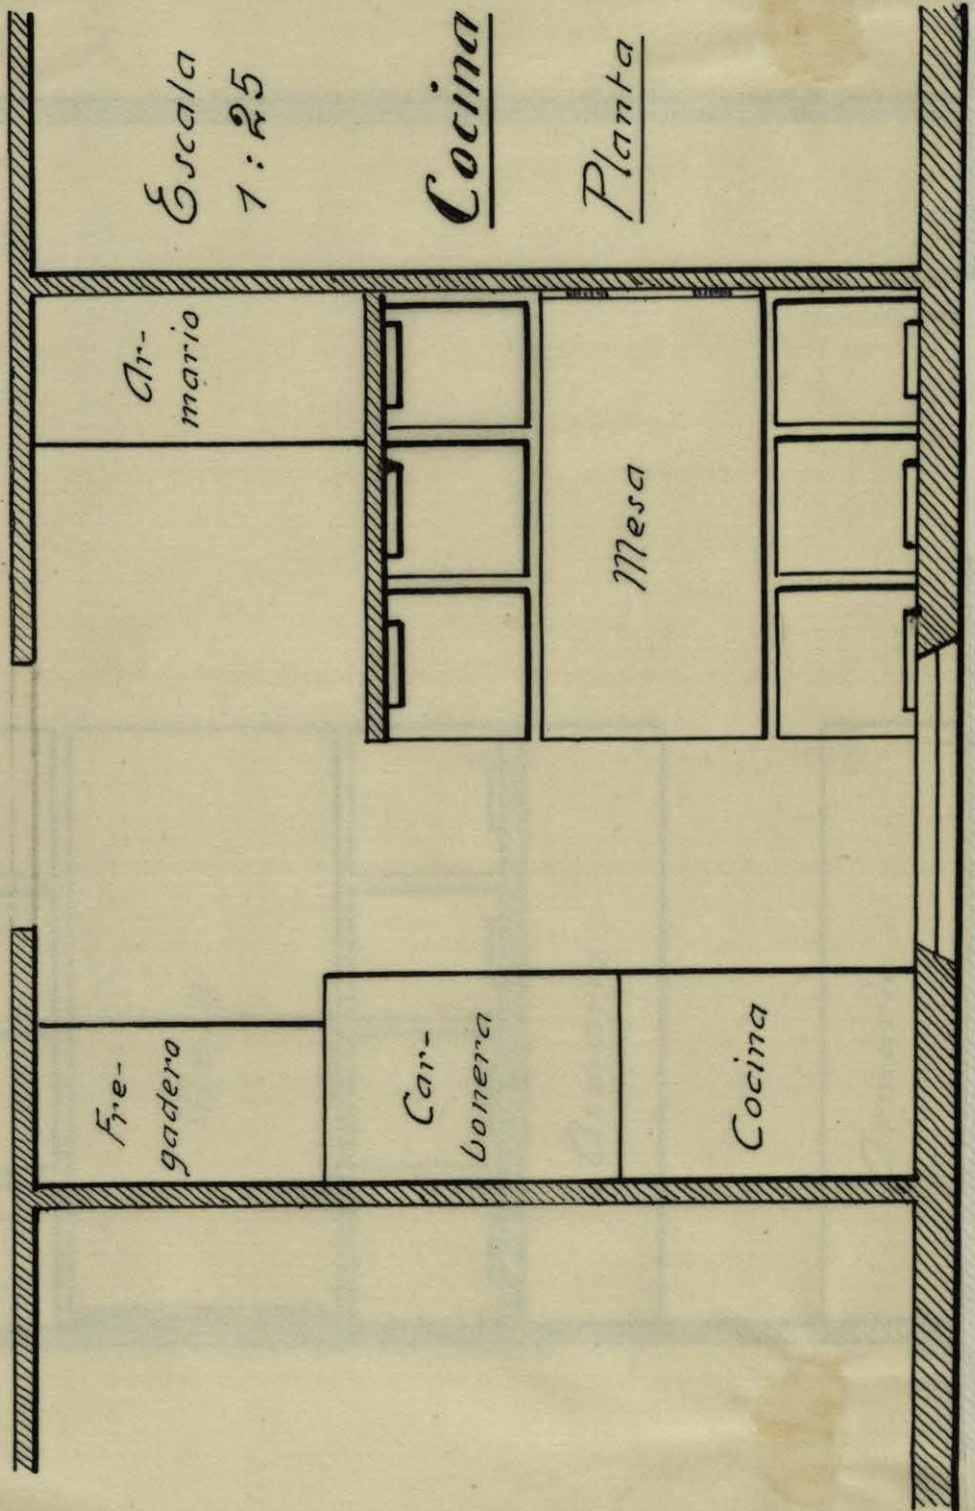 Escala
1:25
Cocina
Planta
Ar-
mario
Mesa
Fre-
gadero
Car-
bonera
Cocina